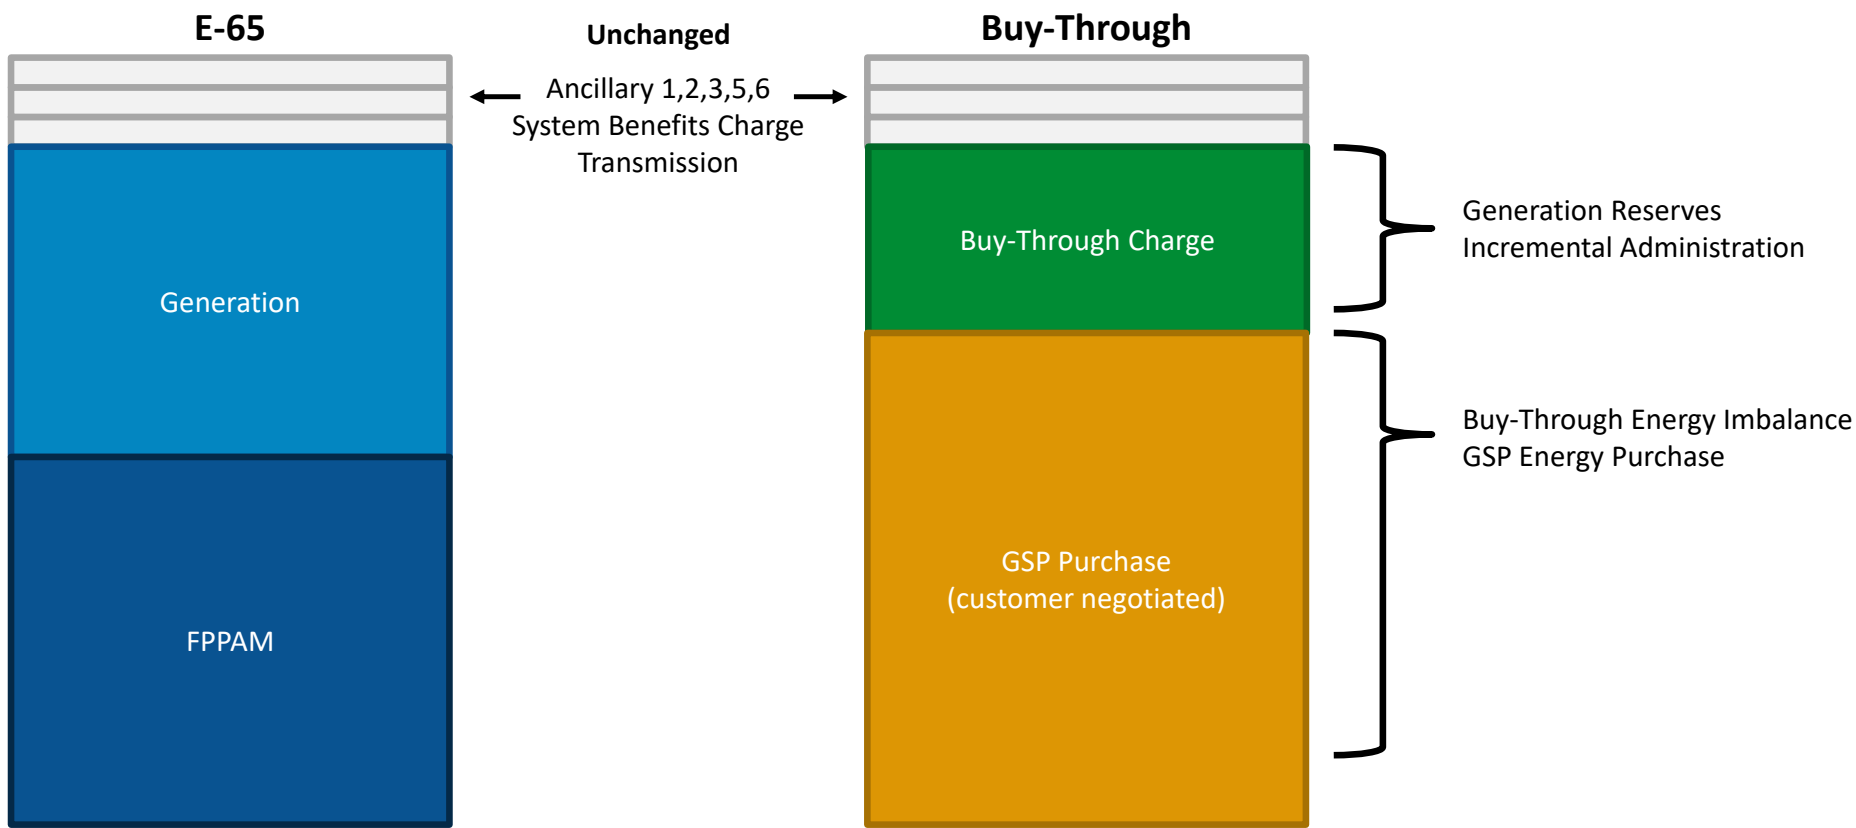 E-65
Unchanged
Buy-Through
Ancillary 1,2,3,5,6
System Benefits Charge
Transmission
Generation
FPPAM
Buy-Through Charge
GSP Purchase
(customer negotiated)
Generation Reserves
Incremental Administration
Buy-Through Energy Imbalance
GSP Energy Purchase